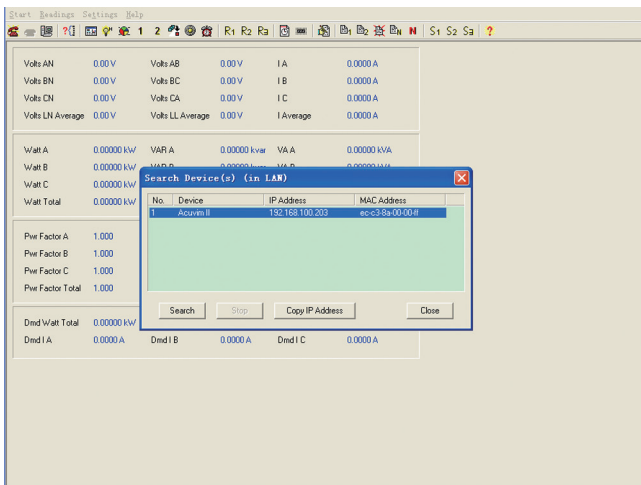 Start Readings Settings Help
1 2 R1 R2 R3 B1 B2 BN N S1 S2 S3 ?
Volts AN 0.00 V Volts AB 0.00 V I A 0.0000 A
Volts BN 0.00 V Volts BC 0.00 V I B 0.0000 A
Volts CN 0.00 V Volts CA 0.00 V I C 0.0000 A
Volts LN Average 0.00 V Volts LL Average 0.00 V I Average 0.0000 A
Watt A 0.00000 kW VAR A 0.00000 kvar VA A 0.00000 kVA
Watt B 0.00000 kW
Watt C 0.00000 kW
Watt Total 0.00000 kW
Pwr Factor A 1.000
Pwr Factor B 1.000
Pwr Factor C 1.000
Pwr Factor Total 1.000
Dmd Watt Total 0.00000 kW
Dmd I A 0.0000 A Dmd I B 0.0000 A Dmd I C 0.0000 A
Search Device(s) (in LAN)
No. Device IP Address MAC Address
1 Acuvim II 192.168.100.203 ec-c3-8a-00-00-ff
Search Stop Copy IP Address Close